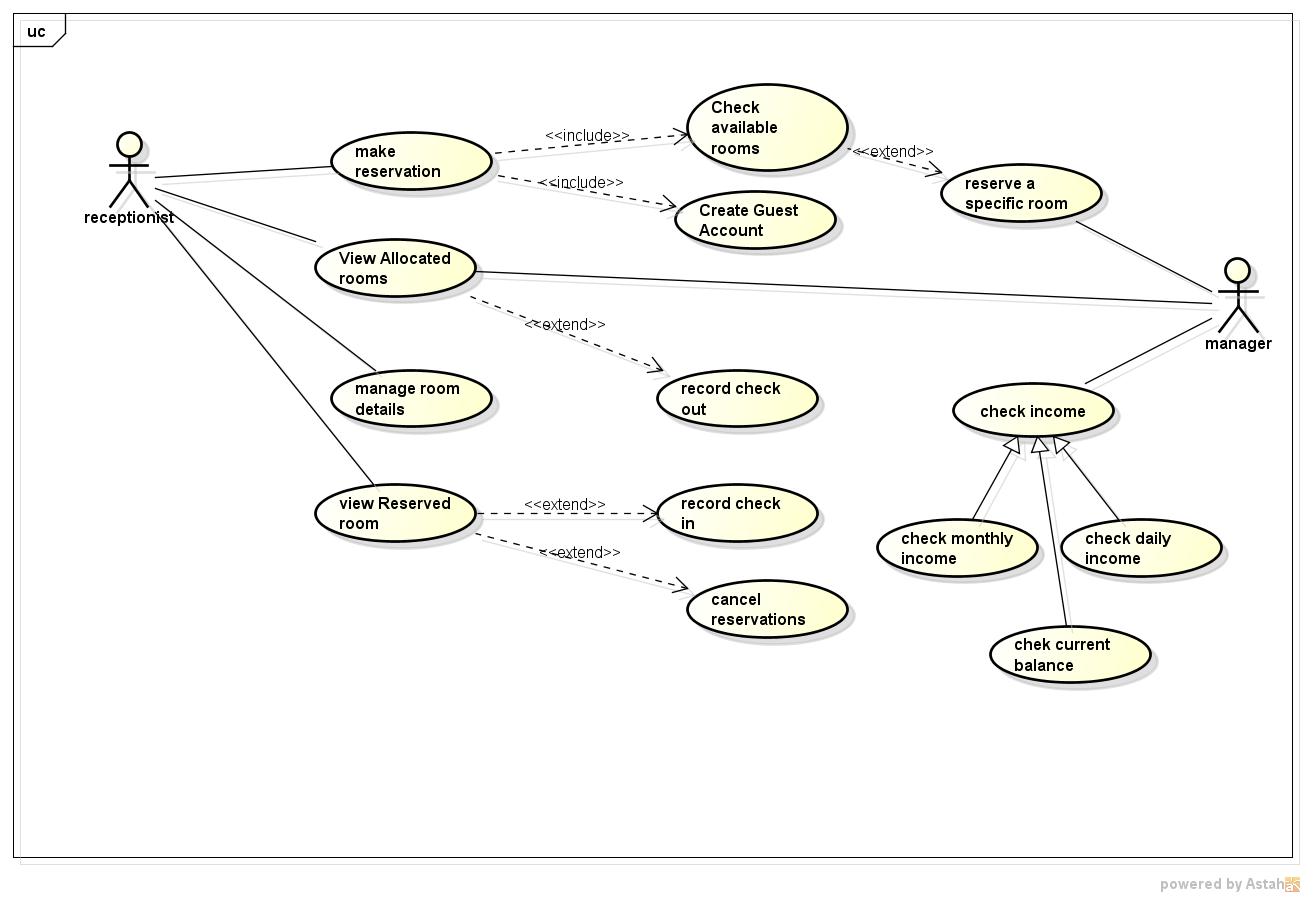 uc
Check
available
rooms
<<include>>
make
reservation
<<extend>>
<<include>>
reserve a
specific room
receptionist
Create Guest
Account
View Allocated
rooms
<<extend>>
manager
manage room
details
record check
out
check income
view Reserved
room
<<extend>>
record check
in
<<extend>>
check monthly
income
check daily
income
cancel
reservations
chek current
balance
powered by Astah